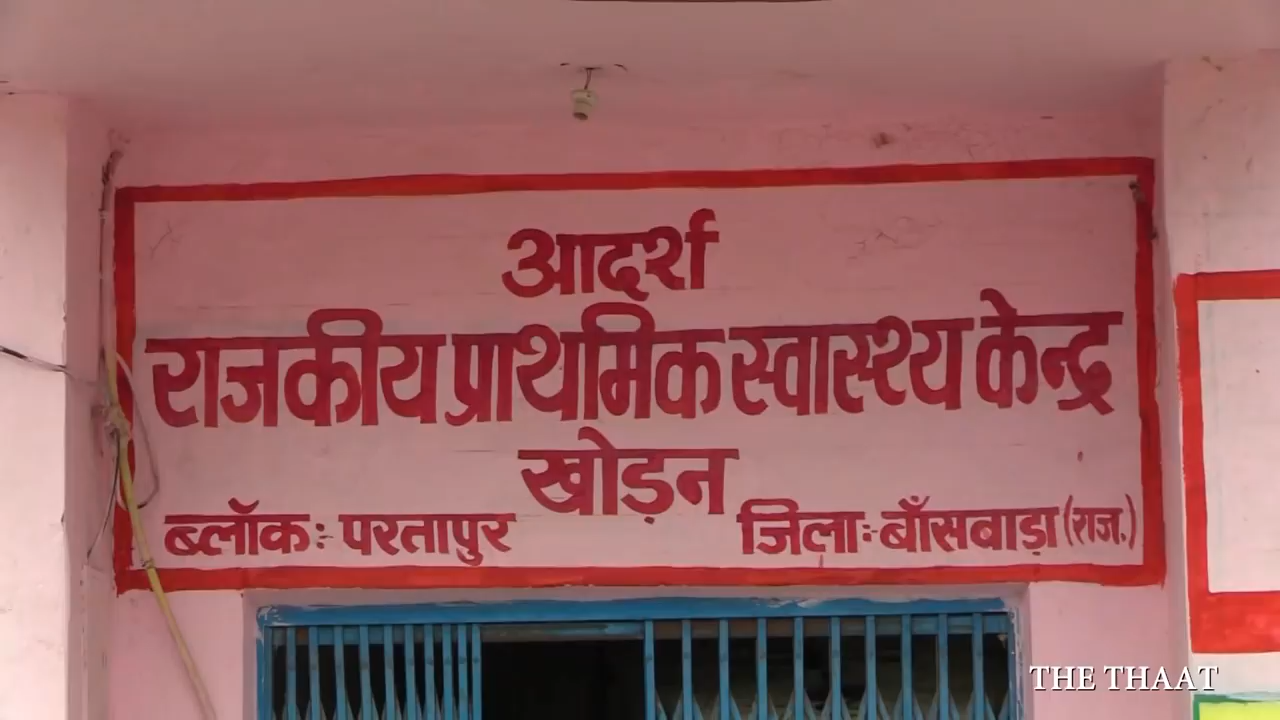 आदर्श
राजकीय प्राथमिक स्वास्थ्य केन्द्र
खोड़न
ब्लॉक:- परतापुर जिला:- बाँसवाड़ा (राज.)
THE THAAT